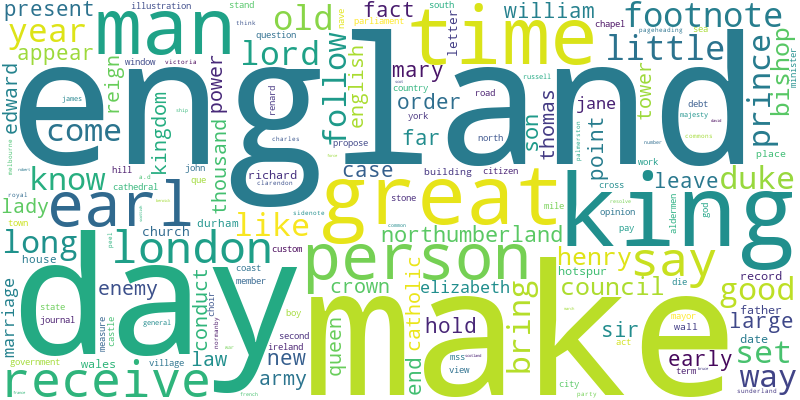 present illustration stand think fact william south footnote
year man old nave parliament time letter chapel
appear question lord follow english country little pageheading sea
window victoria reign power mary order road tower prince bishop minister
edward england russell
james ship renard thousand far son thomas jane debt majesty commons
come kingdom charles propose york north point palmerston number
know hill john richard case building citizen work place
melbourne cathedral a.d que clarendon stone great cross leave duke
royal earl durham like sidenote mile opinion king aldermen god
lady town church custom northumberland pay
long house london person common henry say resolve
marriage day enemy coast crown elizabeth hotspur record good
state journal member conduct choir catholic make council father
measure castle general normanby boy queen hold bring sir mayor wall large
law second ireland new mss scotland act die date
government wales village army end view early set
receive french city party term way sunderland